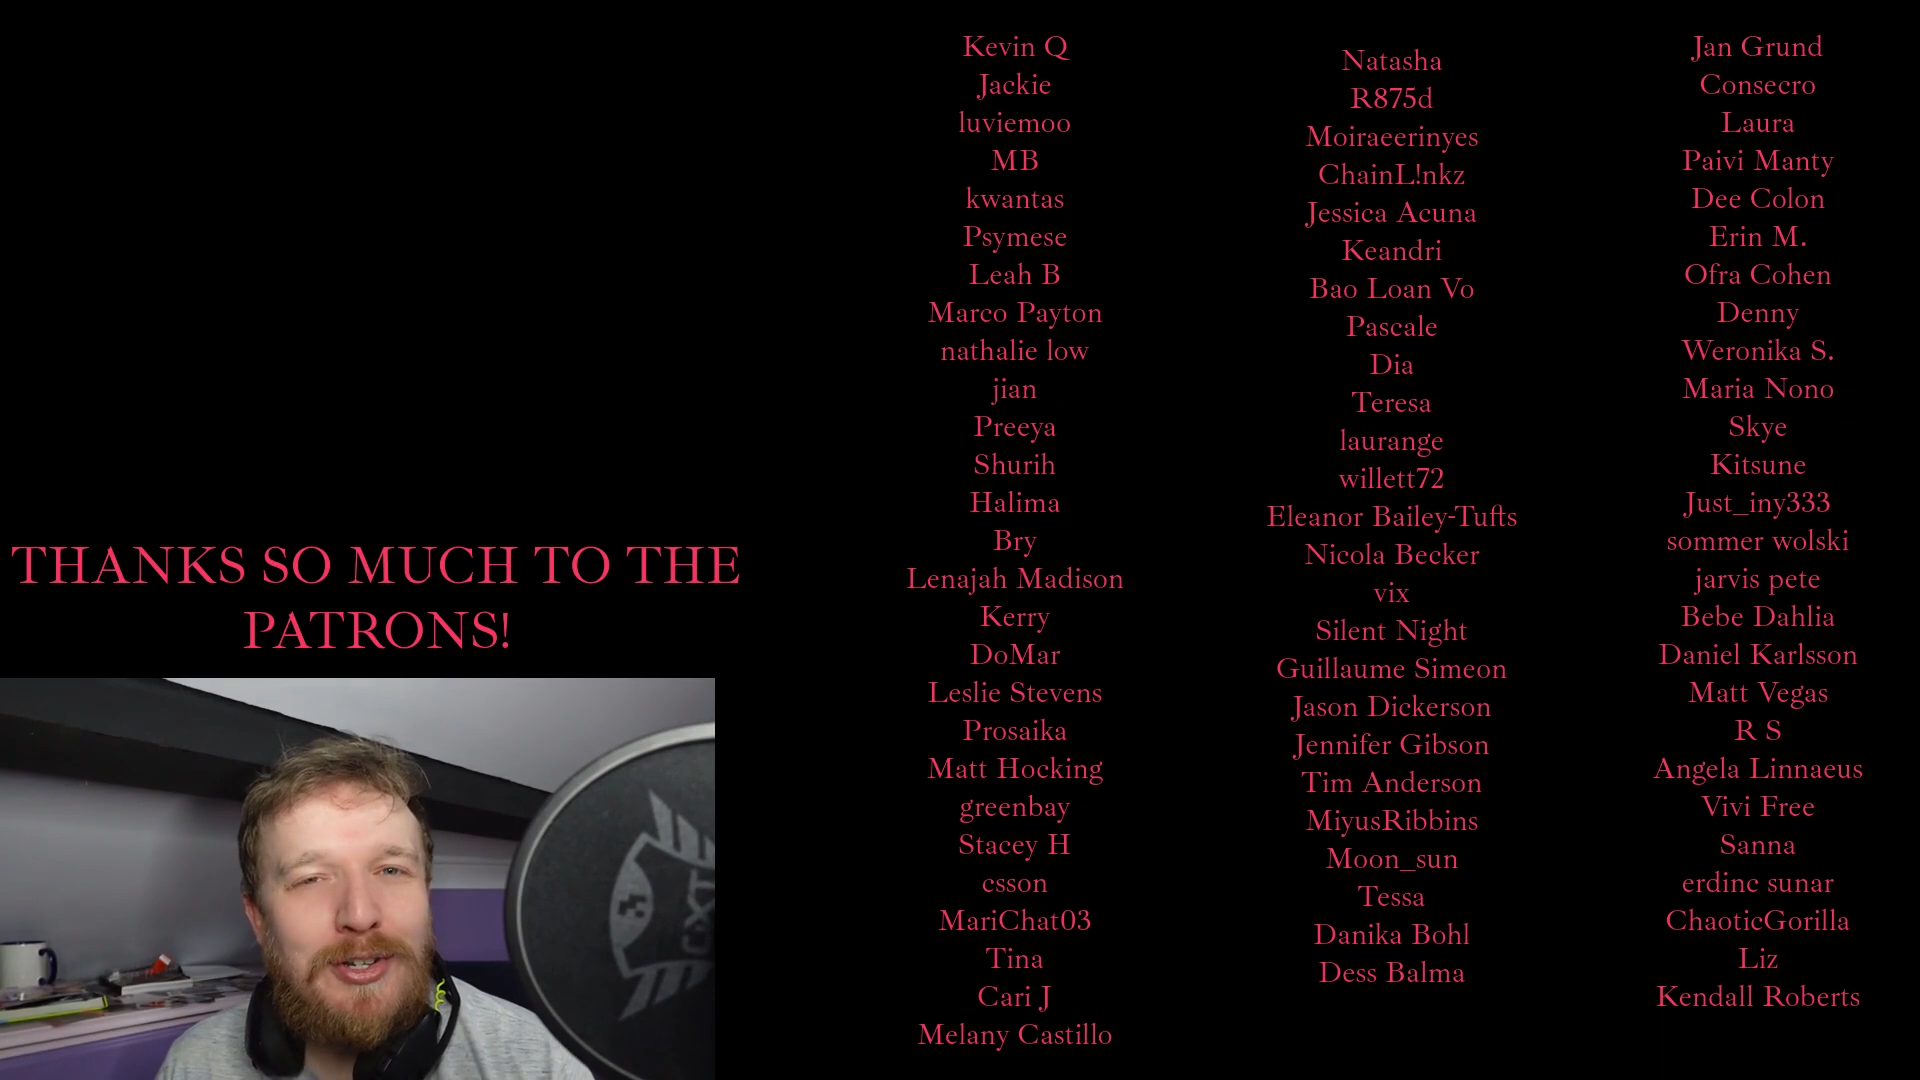 THANKS SO MUCH TO THE
PATRONS!
Kevin Q
Jackie
luviemoo
MB
kwantas
Psymese
Leah B
Marco Payton
nathalie low
jian
Preeya
Shurih
Halima
Bry
Lenajah Madison
Kerry
DoMar
Leslie Stevens
Prosaika
Matt Hocking
greenbay
Stacey H
csson
MariChat03
Tina
Cari J
Melany Castillo
Natasha
R875d
Moiraeerinyes
ChainL!nkz
Jessica Acuna
Keandri
Bao Loan Vo
Pascale
Dia
Teresa
laurange
willett72
Eleanor Bailey-Tufts
Nicola Becker
vix
Silent Night
Guillaume Simeon
Jason Dickerson
Jennifer Gibson
Tim Anderson
MiyusRibbins
Moon_sun
Tessa
Danika Bohl
Dess Balma
Jan Grund
Consecro
Laura
Paivi Manty
Dee Colon
Erin M.
Ofra Cohen
Denny
Weronika S.
Maria Nono
Skye
Kitsune
Just_iny333
sommer wolski
jarvis pete
Bebe Dahlia
Daniel Karlsson
Matt Vegas
R S
Angela Linnaeus
Vivi Free
Sanna
erdinc sunar
ChaoticGorilla
Liz
Kendall Roberts